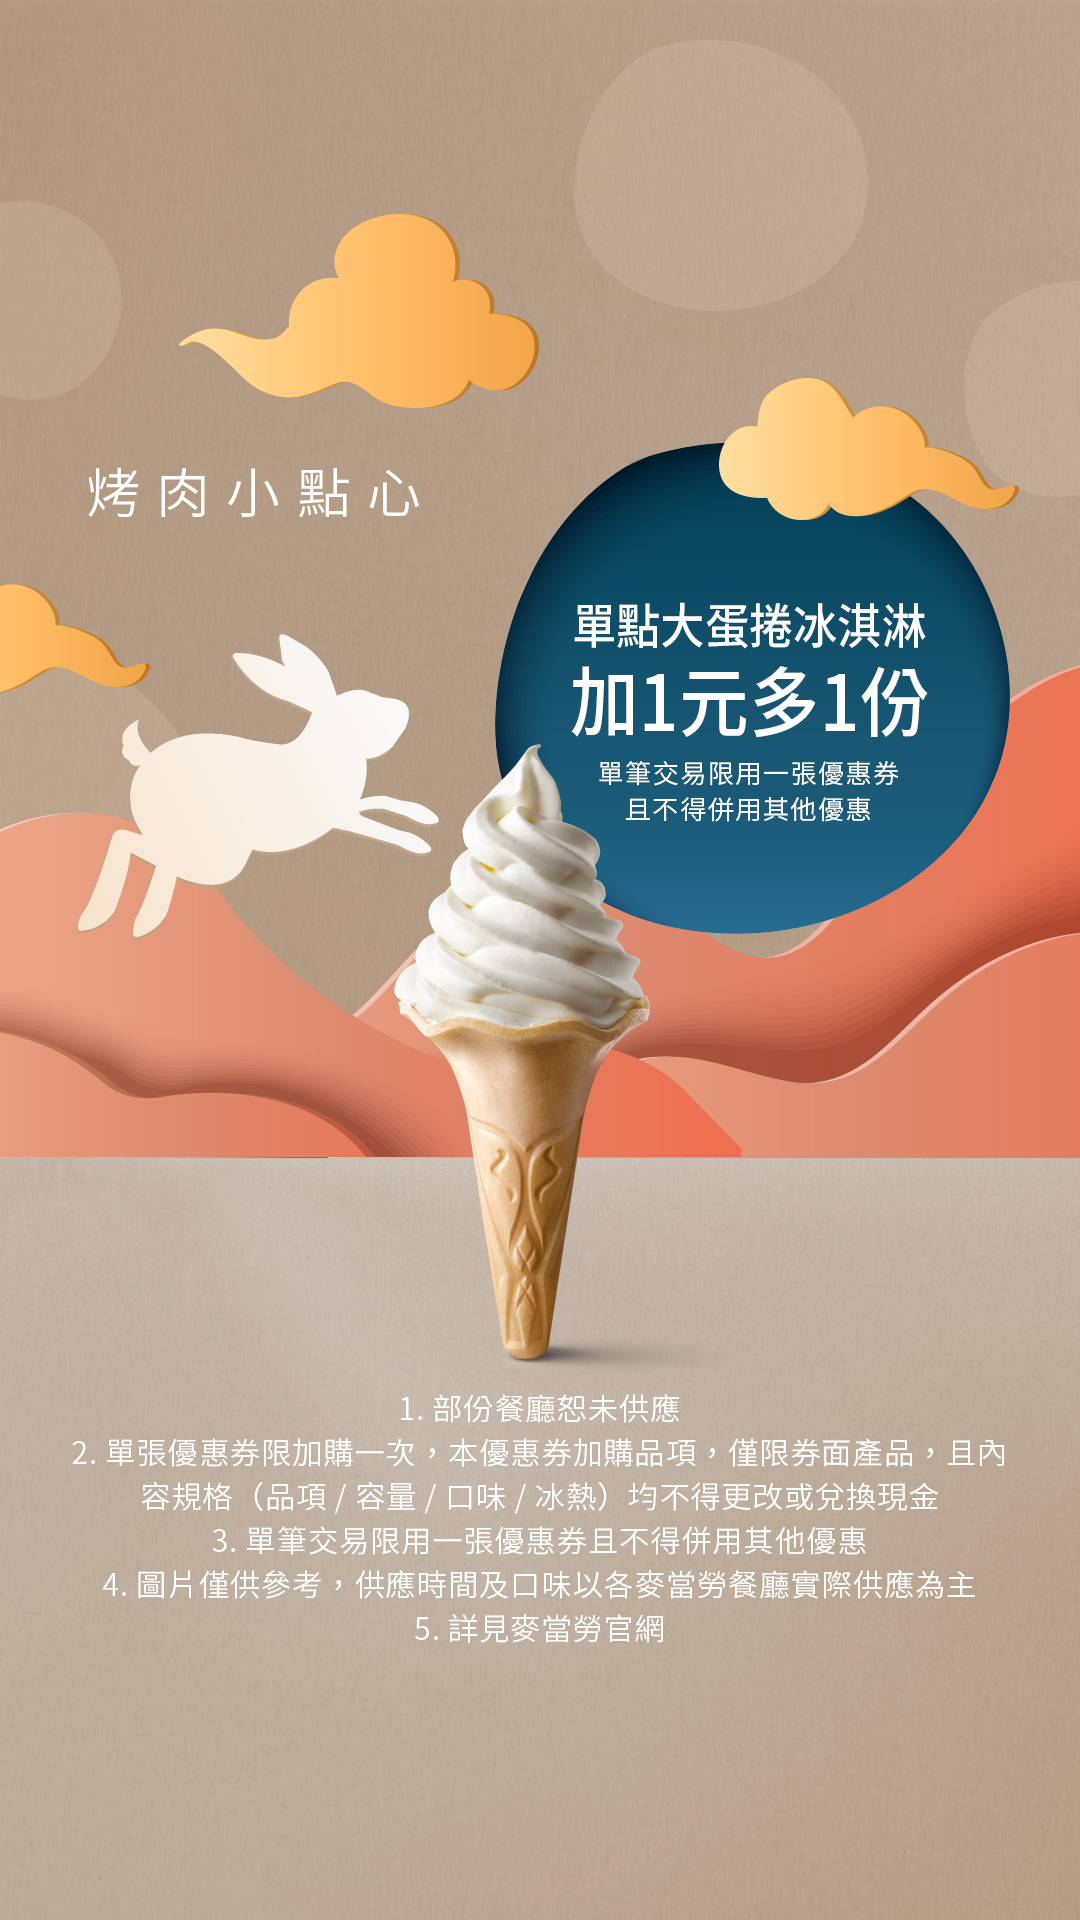 烤肉小點心
單點大蛋捲冰淇淋
加1元多1份
單筆交易限用一張優惠券
且不得併用其他優惠
1. 部份餐廳恕未供應
2. 單張優惠券限加購一次，本優惠券加購品項，僅限券面產品，且內
容規格（品項 / 容量 / 口味 / 冰熱）均不得更改或兌換現金
3. 單筆交易限用一張優惠券且不得併用其他優惠
4. 圖片僅供參考，供應時間及口味以各麥當勞餐廳實際供應為主
5. 詳見麥當勞官網